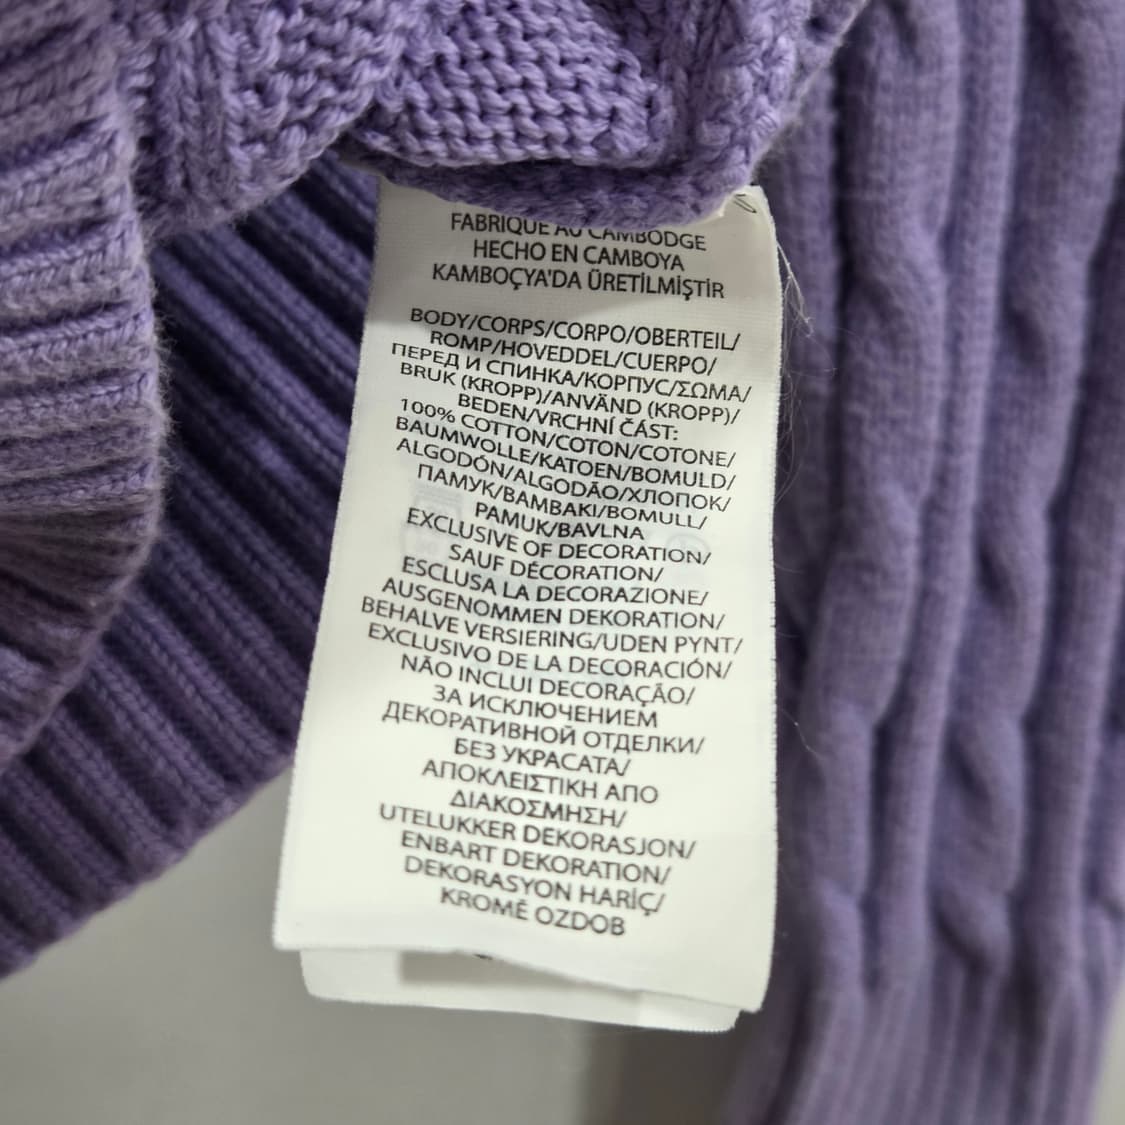 FABRIQUE AU CAMBODGE
HECHO EN CAMBOYA
KAMBOÇYA'DA ÜRETİLMİŞTİR
BODY/CORPS/CORPO/OBERTEIL/
ROMP/HOVEDDEL/CUERPO/
ПЕРЕД И СПИНКА/КОРПУС/ΣΩΜΑ/
BRUK (KROPP)/ANVÄND (KROPP)/
BEDEN/VRCHNÍ ČÁST:
100% COTTON/COTON/COTONE/
BAUMWOLLE/KATOEN/BOMULD/
ALGODÓN/ALGODÃO/ХЛОПОК/
ПАМУК/BAMBAKI/BOMULL/
PAMUK/BAVLNA
EXCLUSIVE OF DECORATION/
SAUF DÉCORATION/
ESCLUSA LA DECORAZIONE/
AUSGENOMMEN DEKORATION/
BEHALVE VERSIERING/UDEN PYNT/
EXCLUSIVO DE LA DECORACIÓN/
NÃO INCLUI DECORAÇÃO/
ЗА ИСКЛЮЧЕНИЕМ
ДЕКОРАТИВНОЙ ОТДЕЛКИ/
БЕЗ УКРАСАТА/
ΑΠΟΚΛΕΙΣΤΙΚΗ ΑΠΟ
ΔΙΑΚΟΣΜΗΣΗ/
UTELUKKER DEKORASJON/
ENBART DEKORATION/
DEKORASYON HARİÇ/
KROMĚ OZDOB